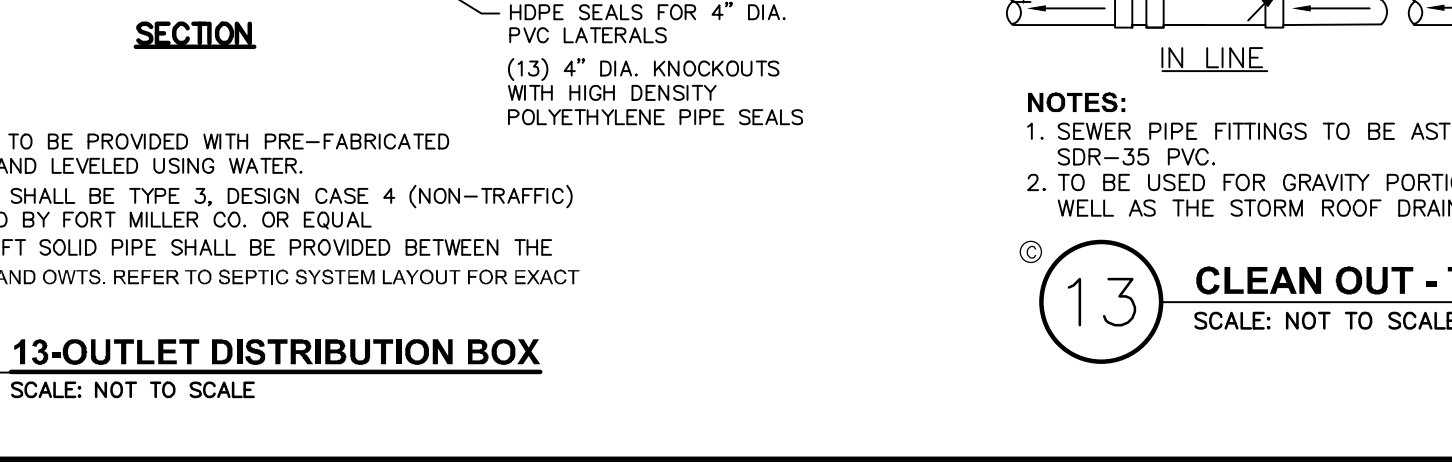 HDPE SEALS FOR 4" DIA.
PVC LATERALS
(13) 4" DIA. KNOCKOUTS
WITH HIGH DENSITY
POLYETHYLENE PIPE SEALS
SECTION
TO BE PROVIDED WITH PRE-FABRICATED
AND LEVELED USING WATER.
SHALL BE TYPE 3, DESIGN CASE 4 (NON-TRAFFIC)
BY FORT MILLER CO. OR EQUAL
FT SOLID PIPE SHALL BE PROVIDED BETWEEN THE
AND OWTS. REFER TO SEPTIC SYSTEM LAYOUT FOR EXACT
13-OUTLET DISTRIBUTION BOX
SCALE: NOT TO SCALE
IN LINE
NOTES:
1. SEWER PIPE FITTINGS TO BE AST
SDR-35 PVC.
2. TO BE USED FOR GRAVITY
WELL AS THE STORM ROOF DRAIN
©
13
CLEAN OUT -
SCALE: NOT TO SCALE